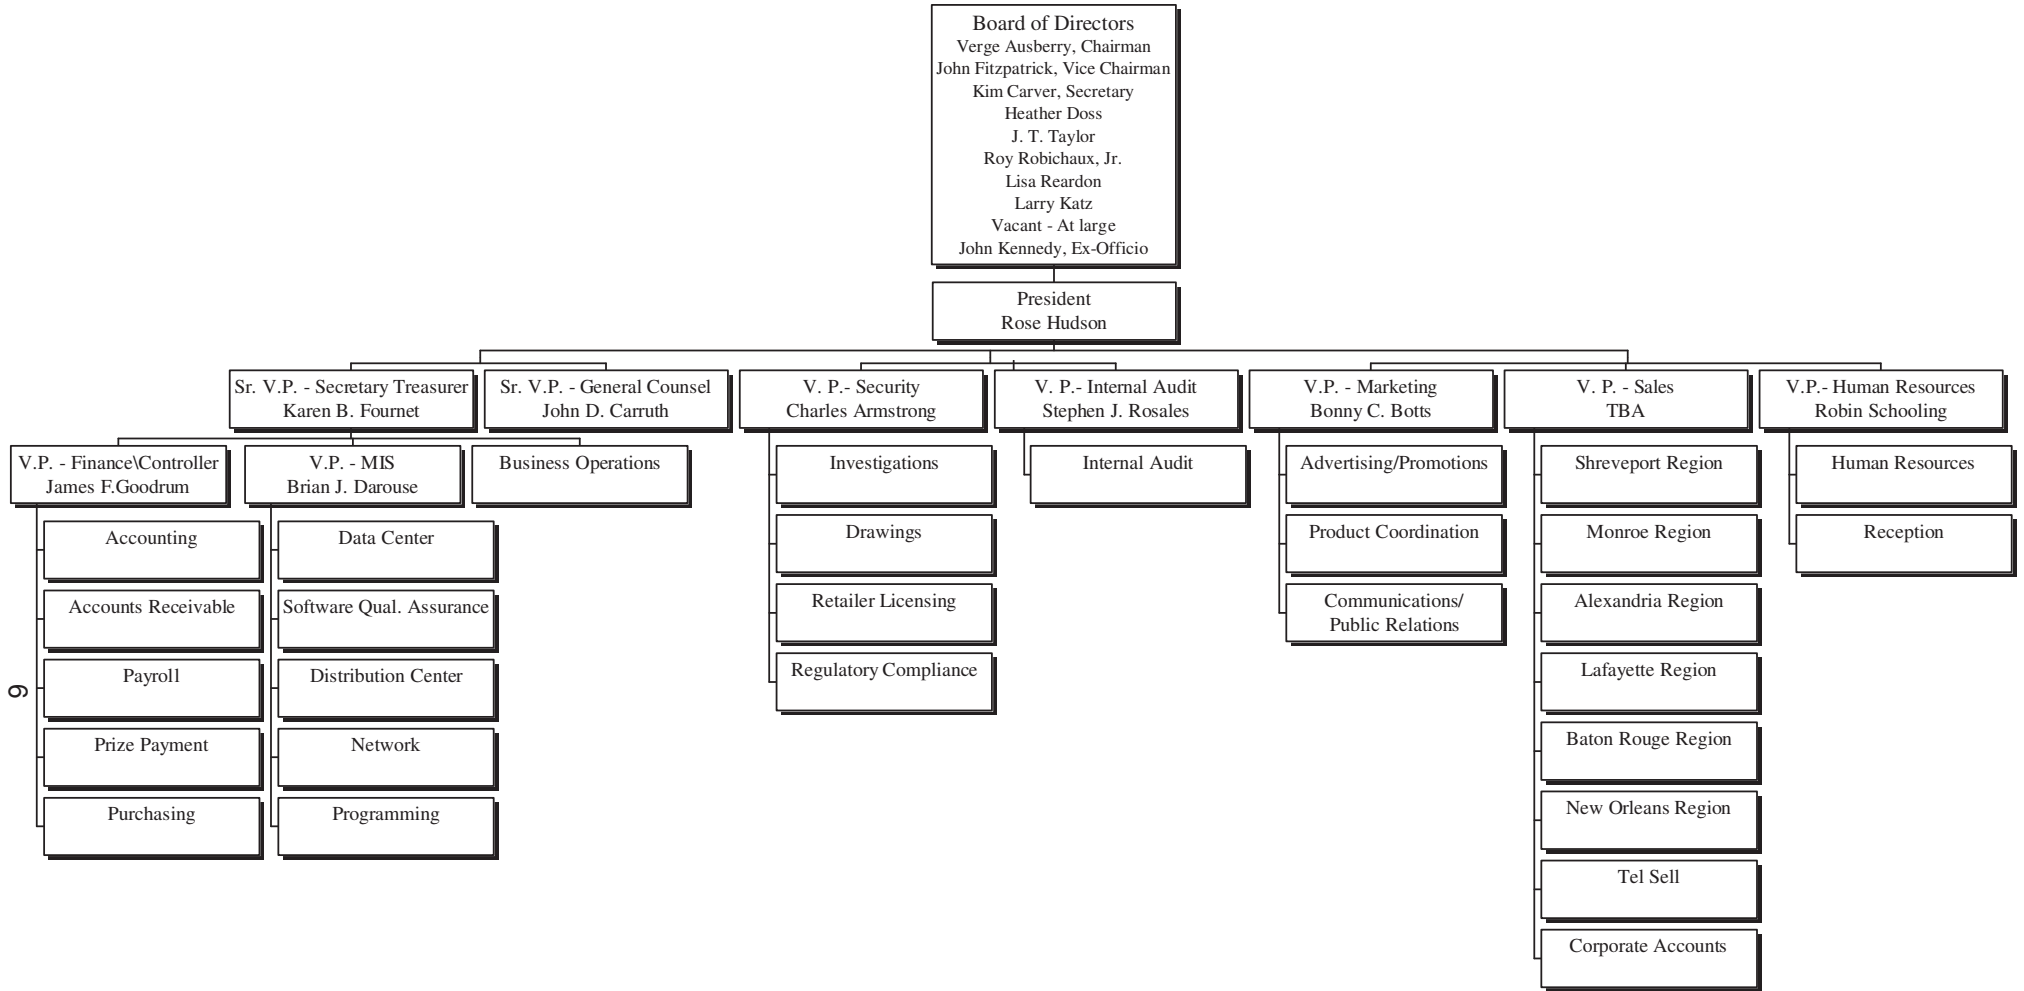 Board of Directors
Verge Ausberry, Chairman
John Fitzpatrick, Vice Chairman
Kim Carver, Secretary
Heather Doss
J. T. Taylor
Roy Robichaux, Jr.
Lisa Reardon
Larry Katz
Vacant - At large
John Kennedy, Ex-Officio
President
Rose Hudson
Sr. V.P. - Secretary Treasurer
Karen B. Fournet
Sr. V.P. - General Counsel
John D. Carruth
V. P.- Security
Charles Armstrong
V. P.- Internal Audit
Stephen J. Rosales
V.P. - Marketing
Bonny C. Botts
V. P. - Sales
TBA
V.P.- Human Resources
Robin Schooling
V.P. - Finance\Controller
James F.Goodrum
V.P. - MIS
Brian J. Darouse
Business Operations
Accounting
Accounts Receivable
Payroll
Prize Payment
Purchasing
Data Center
Software Qual. Assurance
Distribution Center
Network
Programming
Investigations
Drawings
Retailer Licensing
Regulatory Compliance
Internal Audit
Advertising/Promotions
Product Coordination
Communications/
Public Relations
Shreveport Region
Monroe Region
Alexandria Region
Lafayette Region
Baton Rouge Region
New Orleans Region
Tel Sell
Corporate Accounts
Human Resources
Reception
9